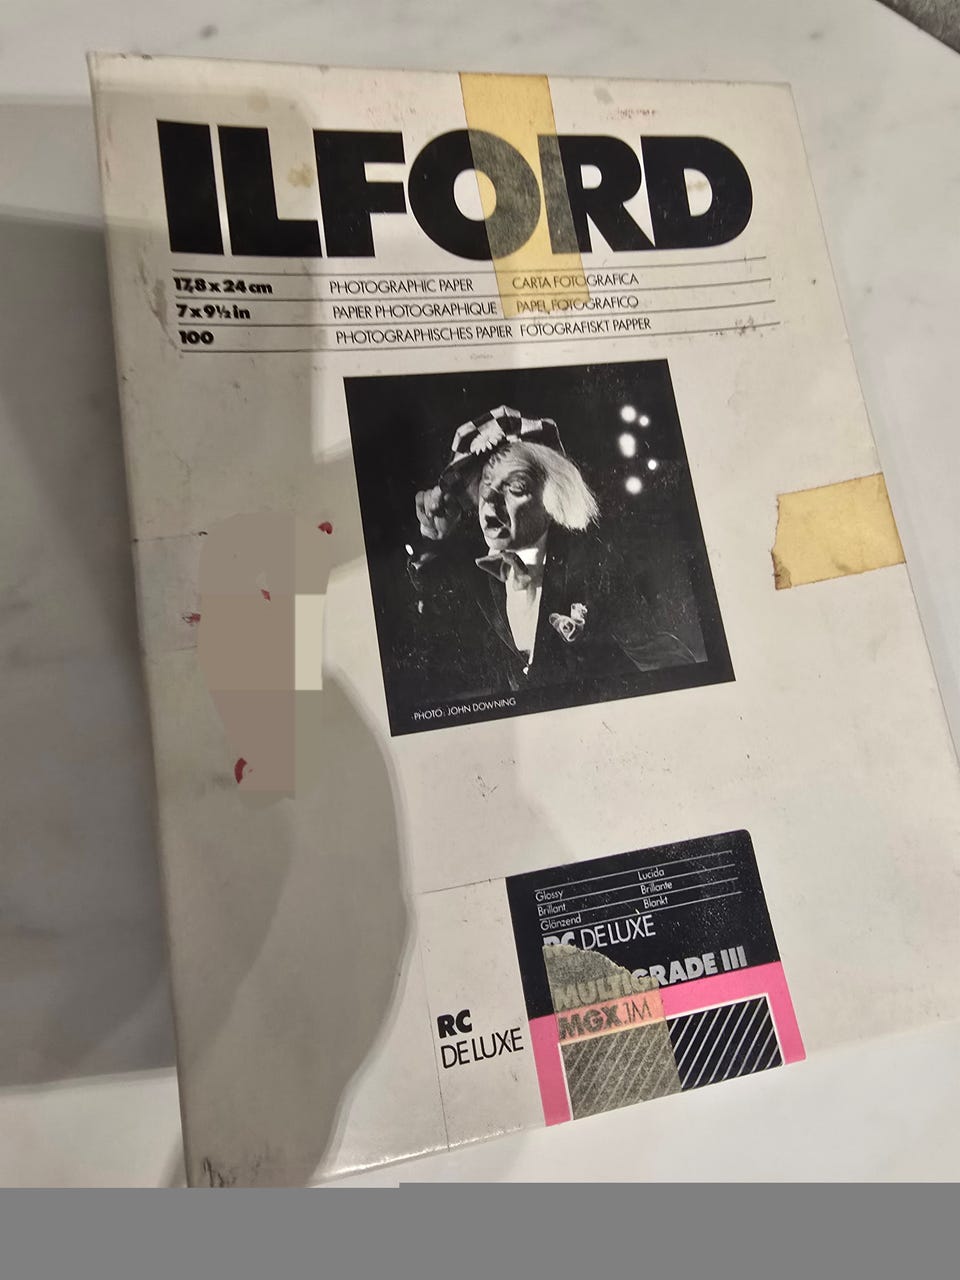 ILFORD
17,8 x 24 cm PHOTOGRAPHIC PAPER CARTA FOTOGRAFICA
7 x 9½ in PAPIER PHOTOGRAPHIQUE PAPEL FOTOGRAFICO
100 PHOTOGRAPHISCHES PAPIER FOTOGRAFISKT PAPPER
PHOTO: JOHN DOWNING
Glossy Lucida
Brillant Brillante
Glänzend Blankt
RC DE LUXE
MULTIGRADE III
MGX.1M
RC
DE LUXE